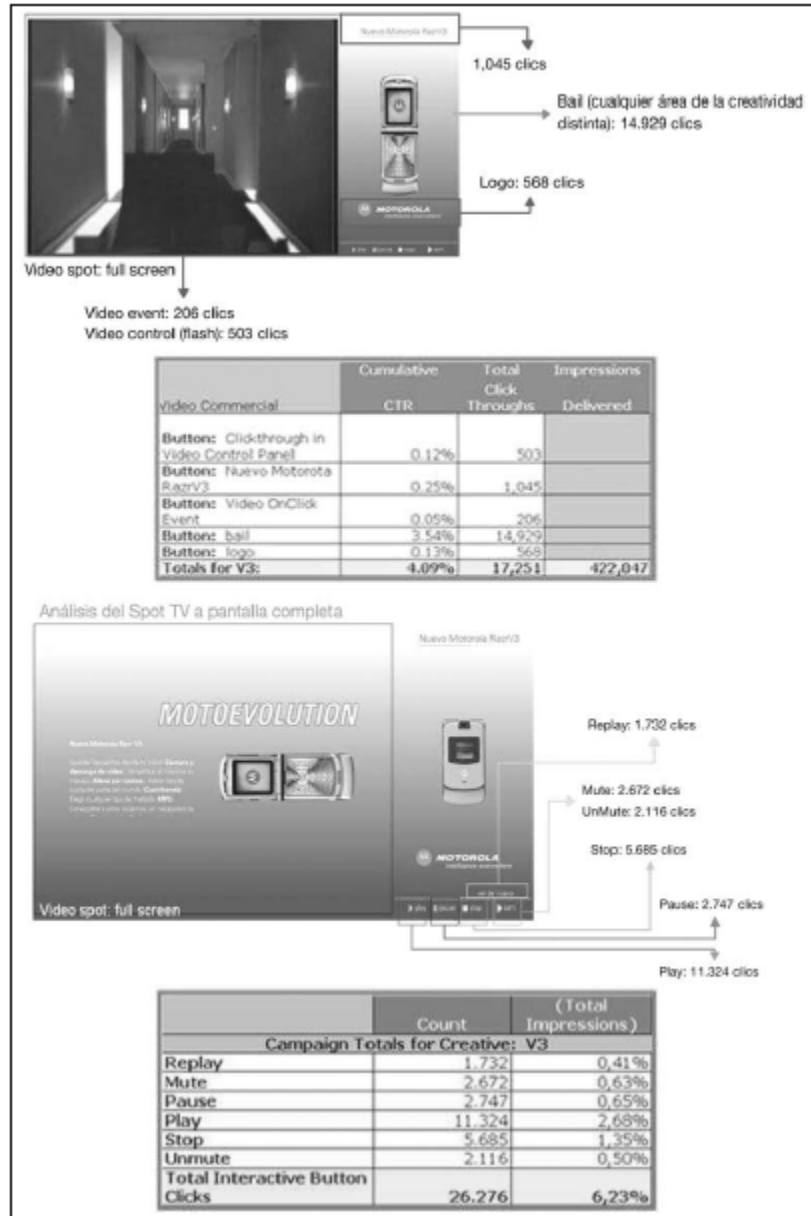 Nuevo Motorola RazrV3
1,045 clics
Bail (cualquier área de la creatividad
distinta): 14.929 clics
Logo: 568 clics
MOTOROLA
Video spot: full screen
Video event: 206 clics
Video control (flash): 503 clics
Cumulative Total Impressions
Click
Video Commercial CTR Throughs Delivered
Button: Clickthrough in
Video Control Panel 0.12% 503
Button: Nuevo Motorota
RazrV3 0.25% 1,045
Button: Video OnClick
Event 0.05% 206
Button: bail 3.54% 14,929
Button: logo 0.13% 568
Totals for V3: 4.09% 17,251 422,047
Análisis del Spot TV a pantalla completa
Nuevo Motorola RazrV3
MOTOEVOLUTION
Nuevo Motorola Razr V3
Replay: 1.732 clics
Mute: 2.672 clics
UnMute: 2.116 clics
Stop: 5.685 clics
MOTOROLA
intelligence everywhere
Video spot: full screen
Pause: 2.747 clics
Play: 11.324 clics
(Total
Count Impressions)
Campaign Totals for Creative: V3
Replay 1.732 0,41%
Mute 2.672 0,63%
Pause 2.747 0,65%
Play 11.324 2,68%
Stop 5.685 1,35%
Unmute 2.116 0,50%
Total Interactive Button
Clicks 26.276 6,23%